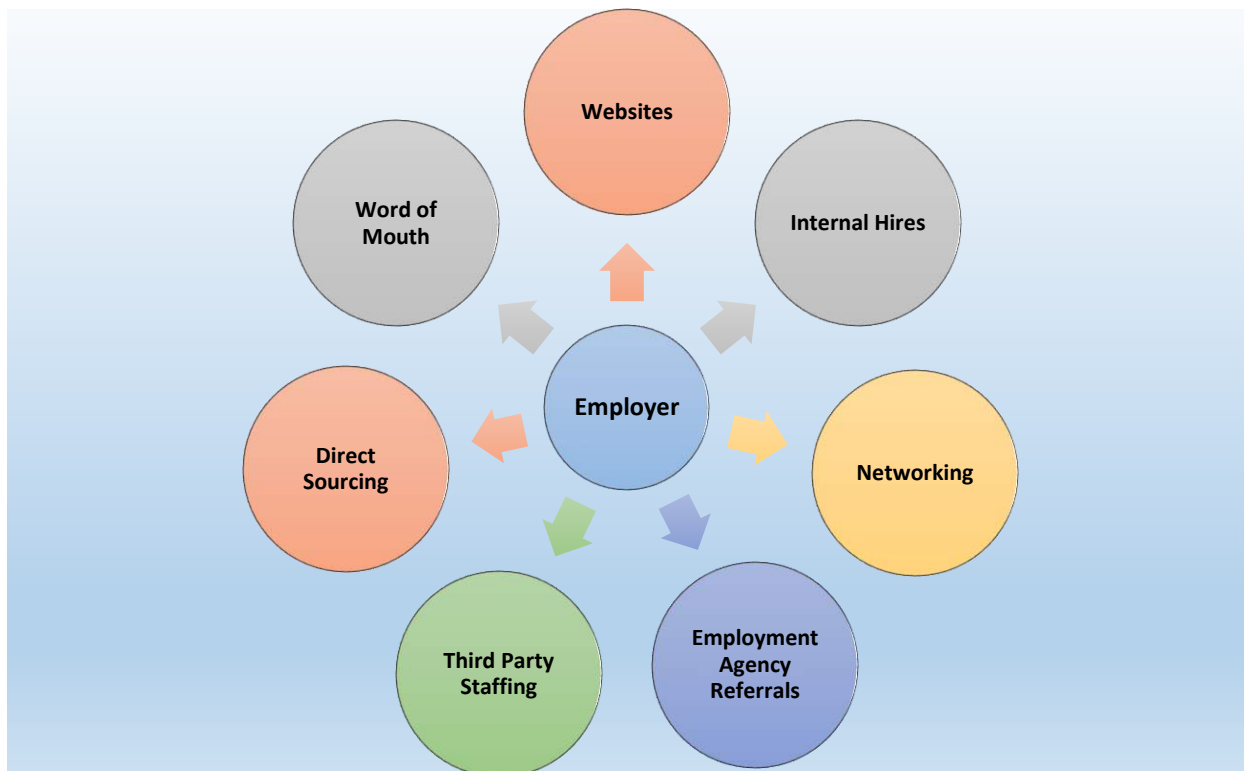 Websites
Internal Hires
Networking
Employment
Agency
Referrals
Third Party
Staffing
Direct
Sourcing
Word of
Mouth
Employer